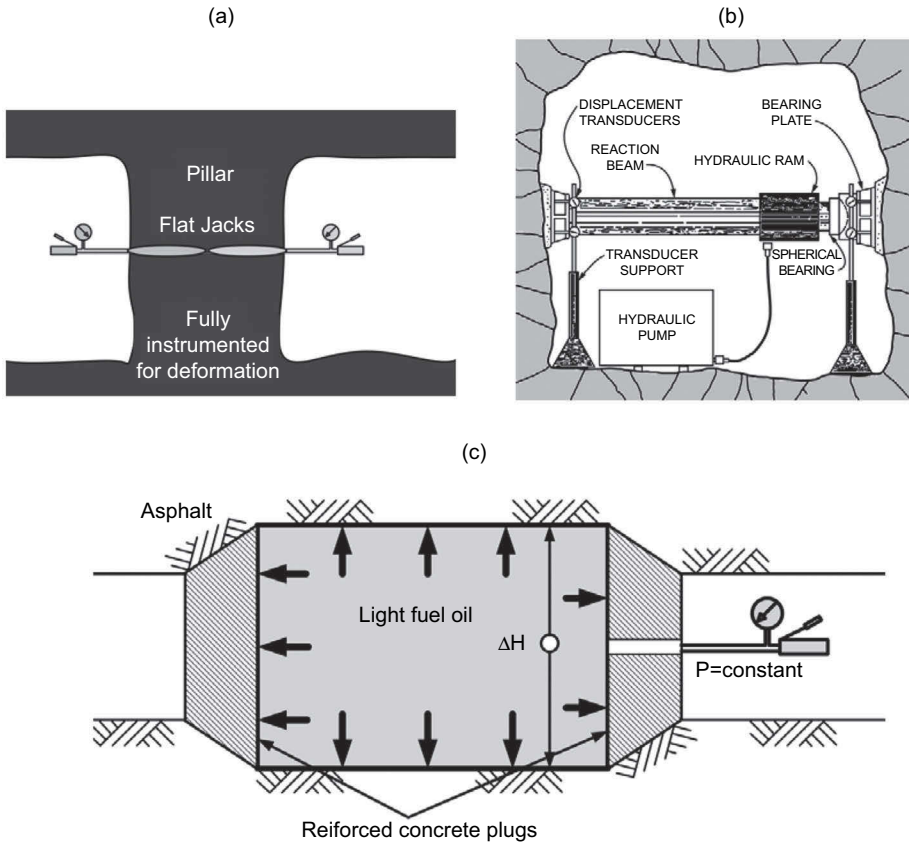 (a)
Pillar
Flat Jacks
Fully
instrumented
for deformation
(b)
DISPLACEMENT
TRANSDUCERS
BEARING
PLATE
REACTION
BEAM
HYDRAULIC RAM
TRANSDUCER
SUPPORT
SPHERICAL
BEARING
HYDRAULIC
PUMP
(c)
Asphalt
Light fuel oil
ΔH
P=constant
Reiforced concrete plugs